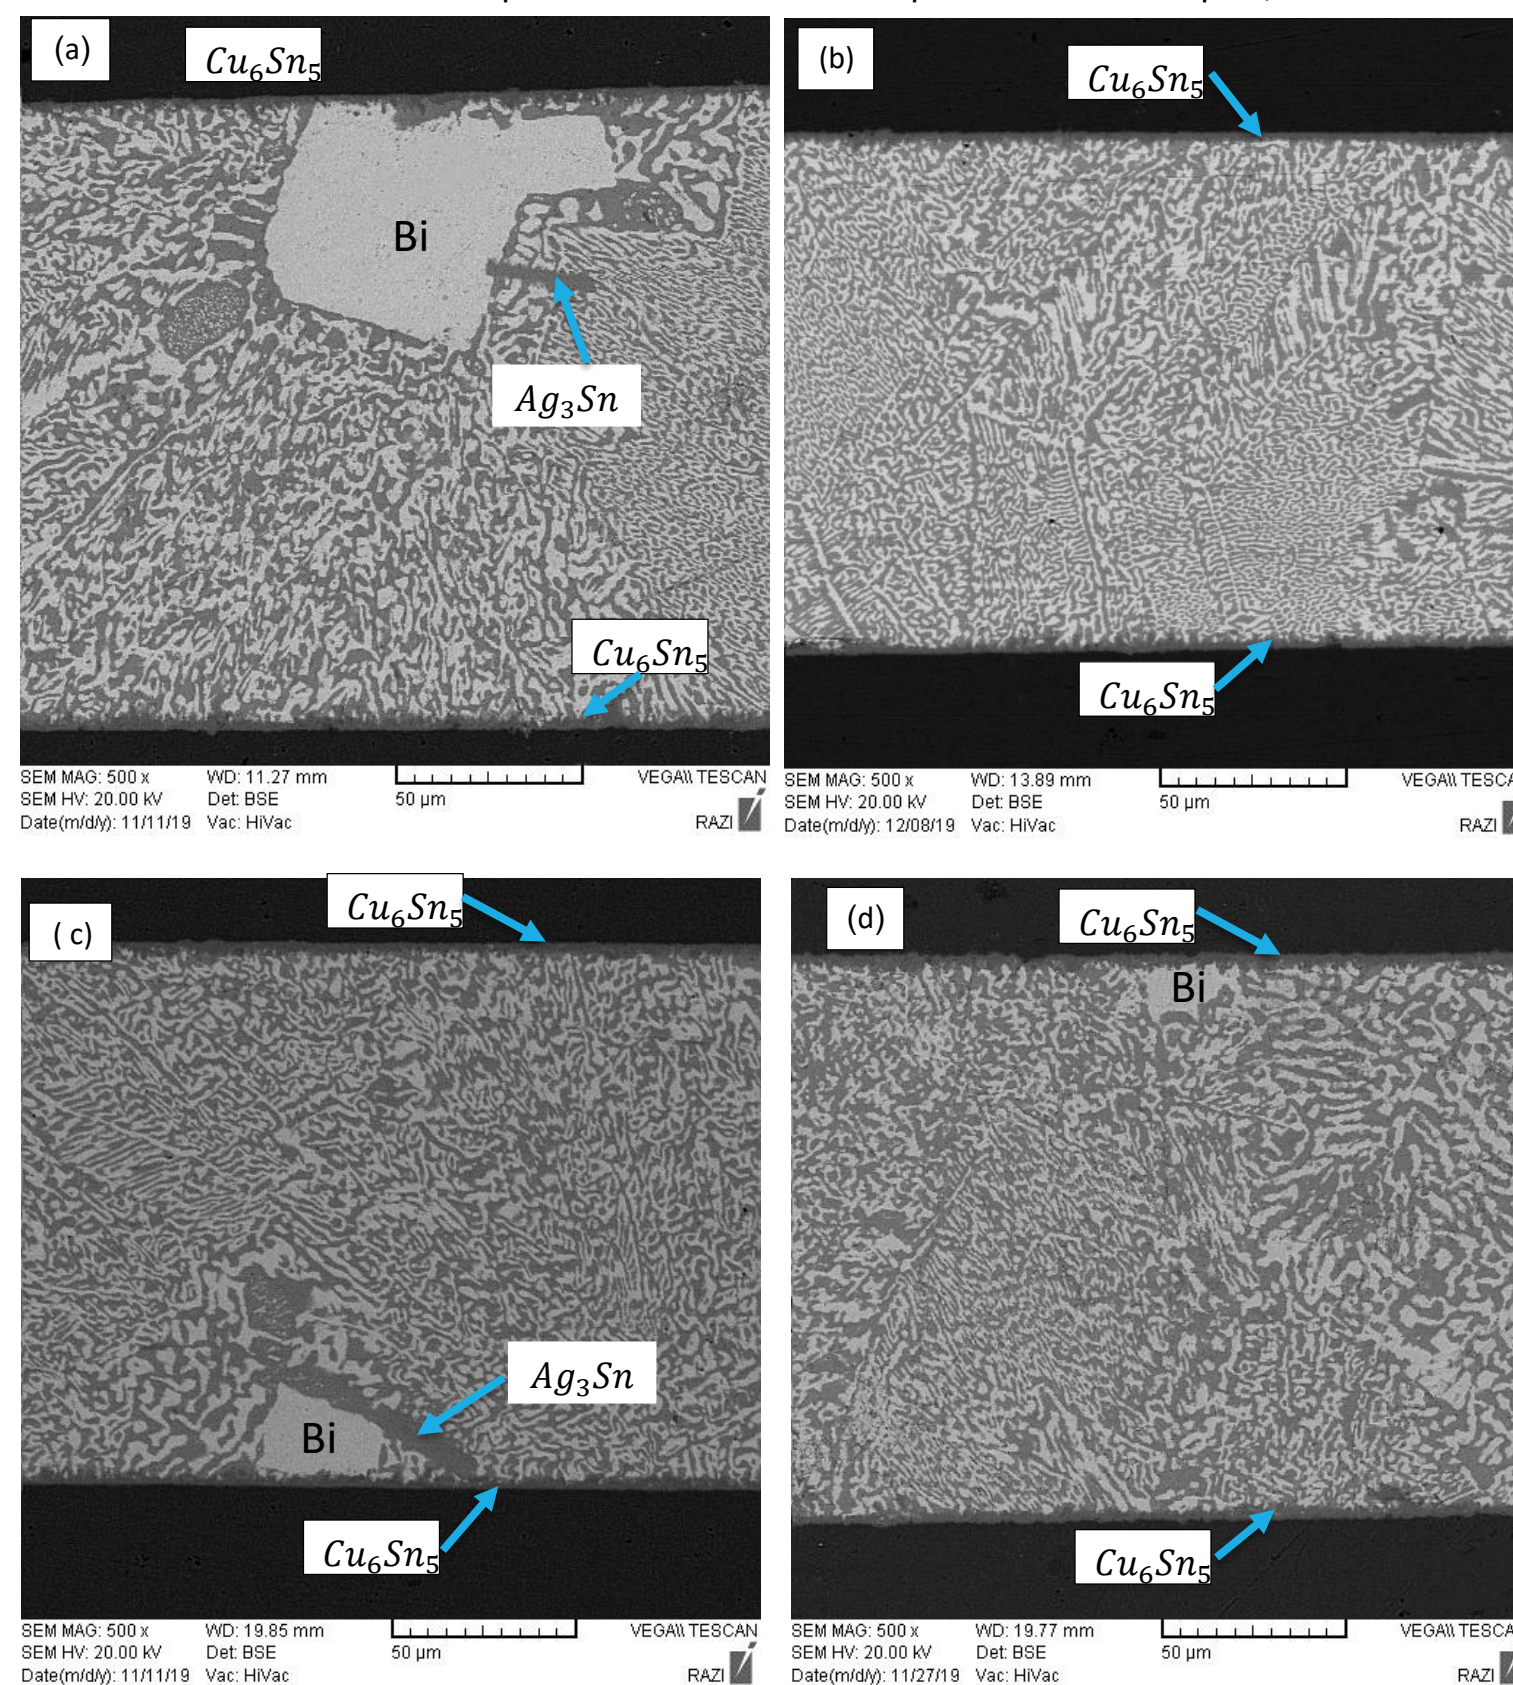 (a)
Cu₆Sn₅
Bi
Ag₃Sn
Cu₆Sn₅
SEM MAG: 500 x WD: 11.27 mm VEGA\\ TESCAN
SEM HV: 20.00 kV Det: BSE 50 µm
Date(m/d/y): 11/11/19 Vac: HiVac RAZI
(b)
Cu₆Sn₅
Cu₆Sn₅
SEM MAG: 500 x WD: 13.89 mm VEGA\\ TESCA
SEM HV: 20.00 kV Det: BSE 50 µm
Date(m/d/y): 12/08/19 Vac: HiVac RAZI
( c)
Cu₆Sn₅
Ag₃Sn
Bi
Cu₆Sn₅
SEM MAG: 500 x WD: 19.85 mm VEGA\\ TESCAN
SEM HV: 20.00 kV Det: BSE 50 µm
Date(m/d/y): 11/11/19 Vac: HiVac RAZI
(d)
Cu₆Sn₅
Bi
Cu₆Sn₅
SEM MAG: 500 x WD: 19.77 mm VEGA\\ TESCA
SEM HV: 20.00 kV Det: BSE 50 µm
Date(m/d/y): 11/27/19 Vac: HiVac RAZI